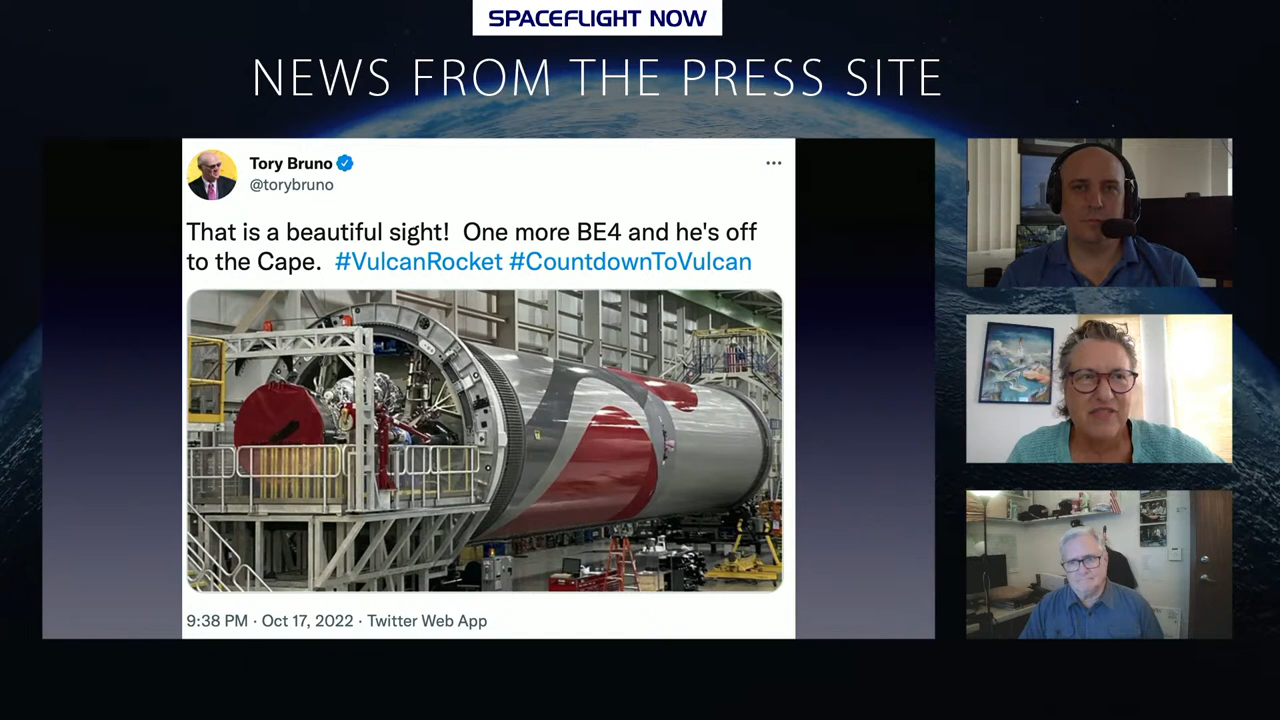 SPACEFLIGHT NOW
NEWS FROM THE PRESS SITE
Tory Bruno
@torybruno
That is a beautiful sight!  One more BE4 and he's off
to the Cape.  #VulcanRocket #CountdownToVulcan
9:38 PM · Oct 17, 2022 · Twitter Web App